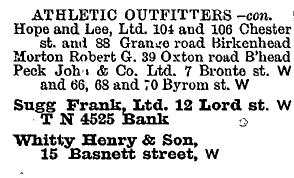 ATHLETIC OUTFITTERS -con.
Hope and Lee, Ltd. 104 and 106 Chester
st. and 88 Grange road Birkenhead
Morton Robert G. 39 Oxton road B'head
Peck John & Co. Ltd. 7 Bronte st. W
and 66, 68 and 70 Byrom st. W
Sugg Frank, Ltd. 12 Lord st. W
T N 4525 Bank
Whitty Henry & Son,
15 Basnett street, W